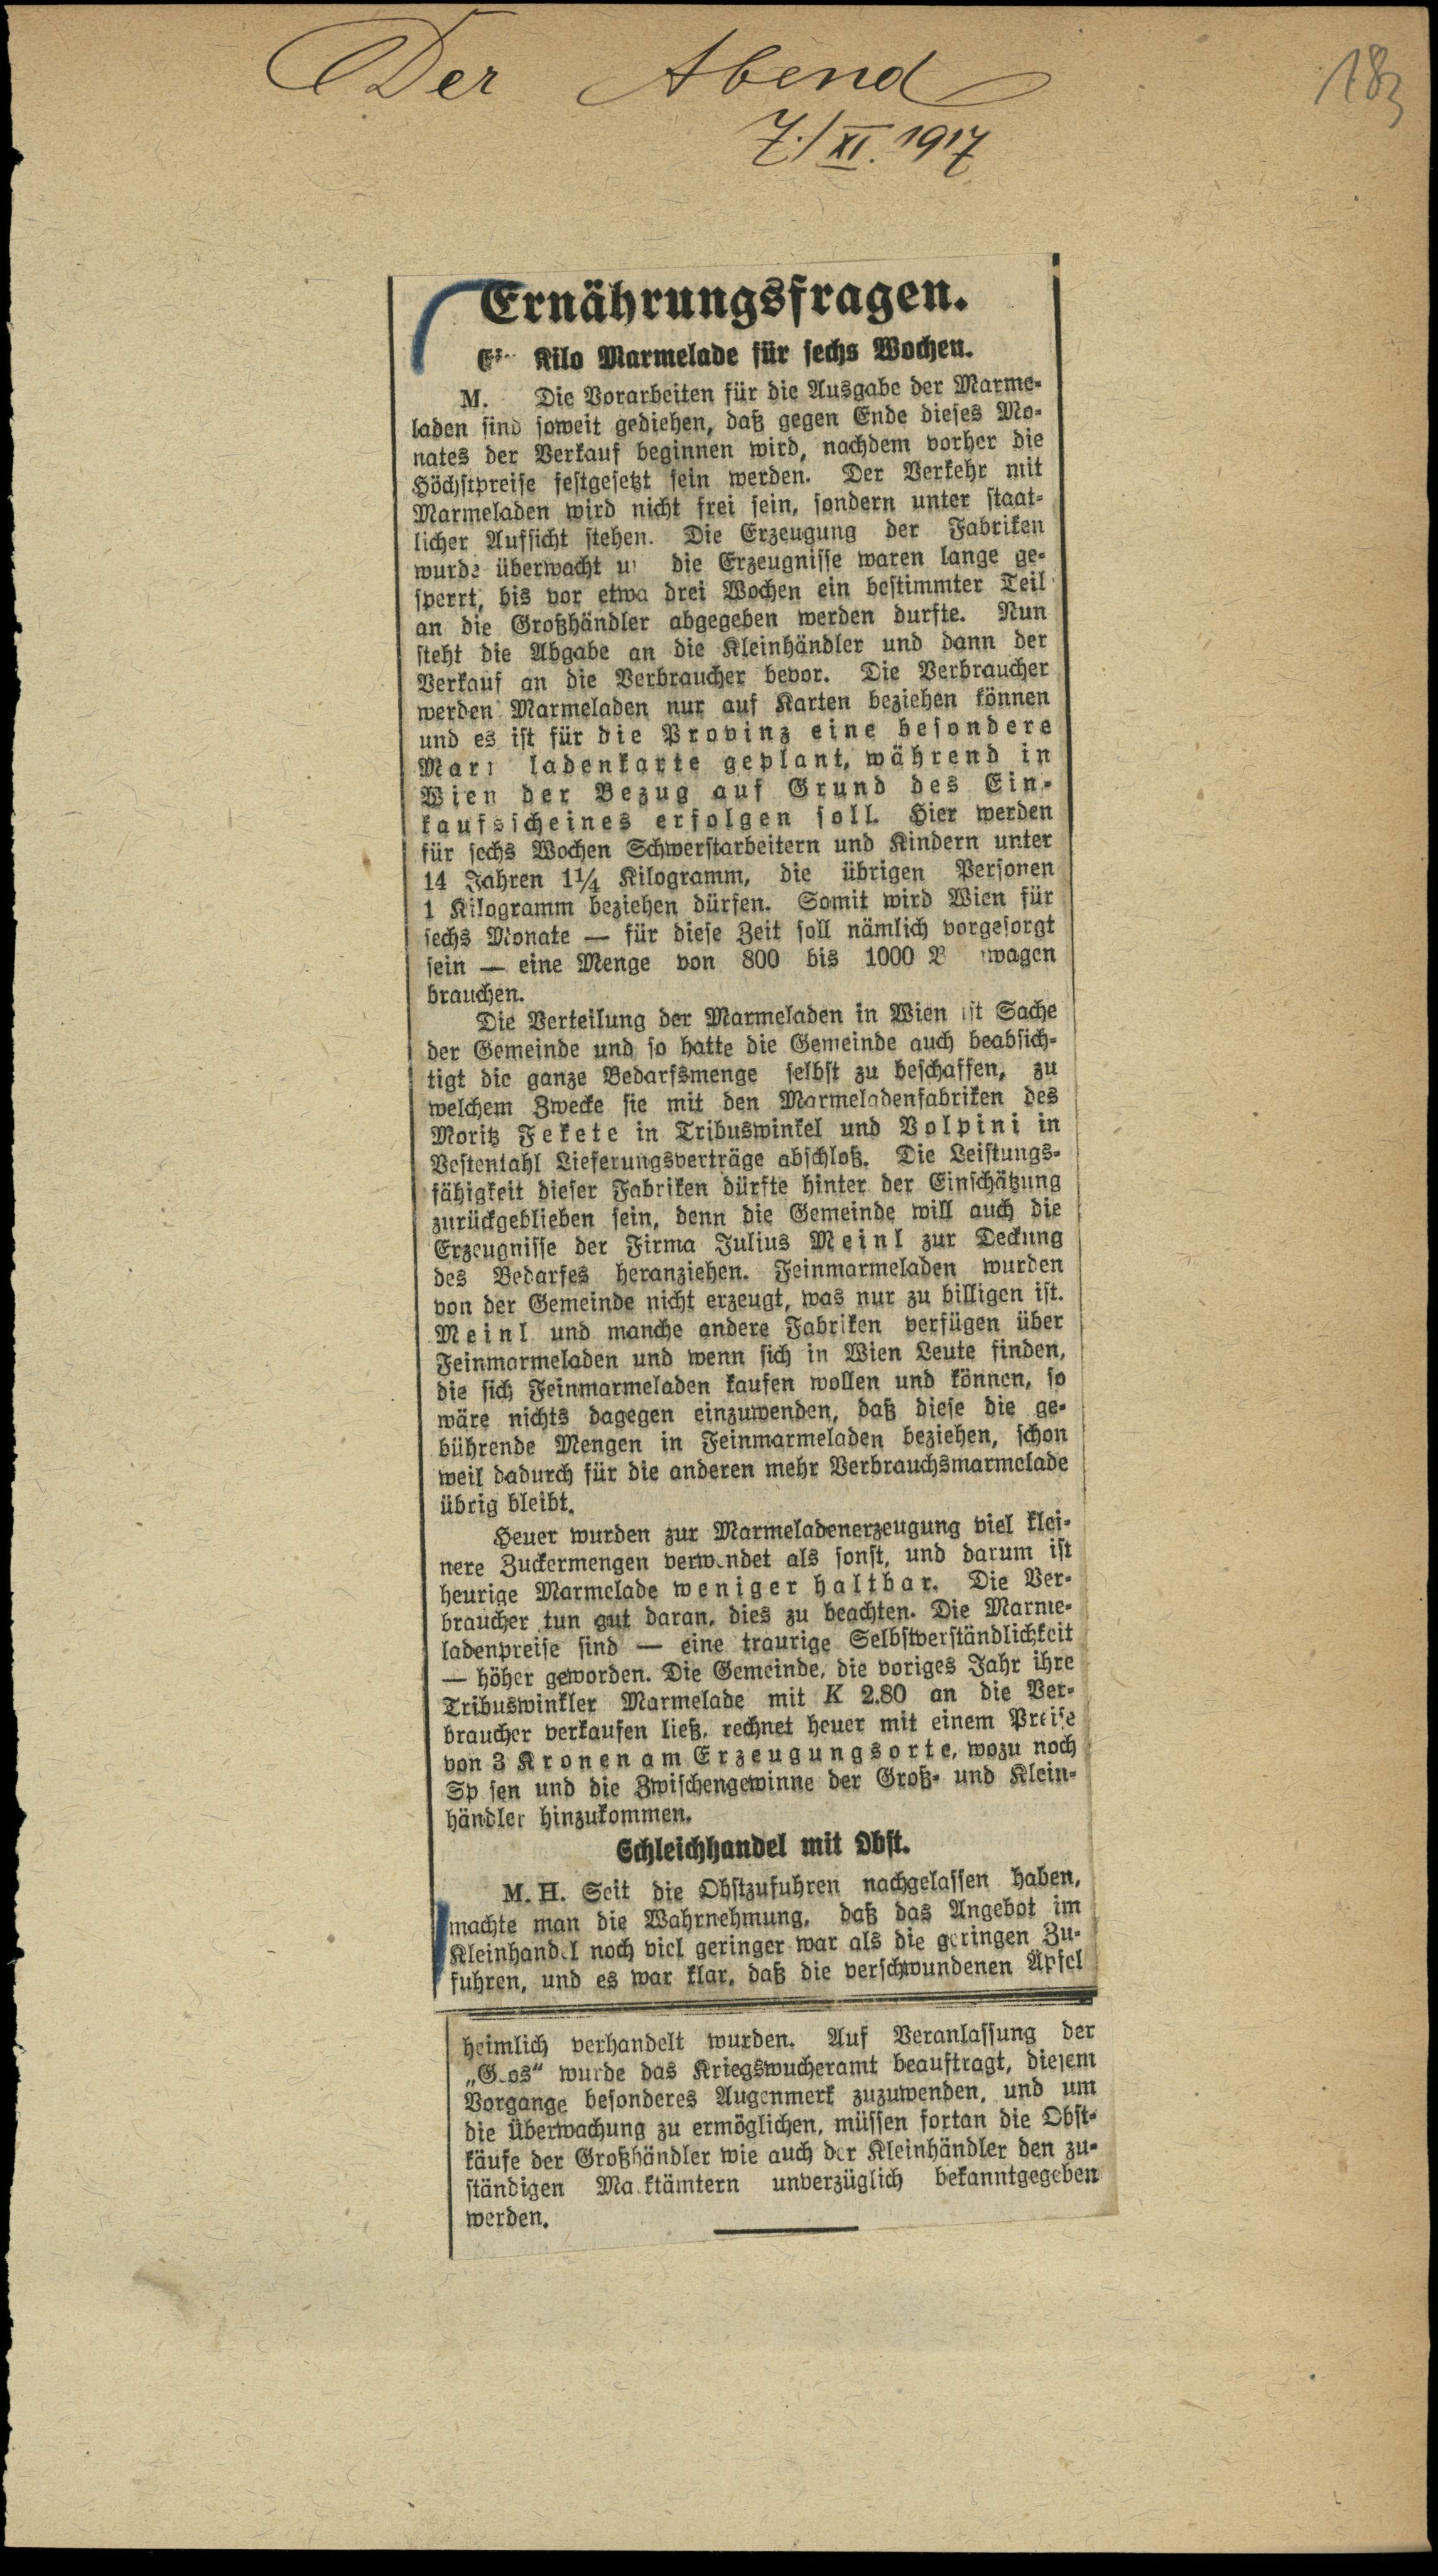 Der Abend
7./XI. 1917
183
Ernährungsfragen.
Kilo Marmelade für sechs Wochen.
M. Die Vorarbeiten für die Ausgabe der Marme-
laden sind soweit gediehen, daß gegen Ende dieses Mo-
nates der Verkauf beginnen wird, nachdem vorher die
Höchstpreise festgesetzt sein werden. Der Verkehr mit
Marmeladen wird nicht frei sein, sondern unter staat-
licher Aufsicht stehen. Die Erzeugung der Fabriken
wurde überwacht u die Erzeugnisse waren lange ge-
sperrt, bis vor etwa drei Wochen ein bestimmter Teil
an die Großhändler abgegeben werden durfte. Nun
steht die Abgabe an die Kleinhändler und dann der
Verkauf an die Verbraucher bevor. Die Verbraucher
werden Marmeladen nur auf Karten beziehen können
und es ist für die Provinz eine besondere
Mar ladenkarte geplant, während in
Wien der Bezug auf Grund des Ein-
kaufsscheines erfolgen soll. Hier werden
für sechs Wochen Schwerstarbeitern und Kindern unter
14 Jahren 1¼ Kilogramm, die übrigen Personen
1 Kilogramm beziehen dürfen. Somit wird Wien für
sechs Monate — für diese Zeit soll nämlich vorgesorgt
sein — eine Menge von 800 bis 1000 wagen
brauchen.
Die Verteilung der Marmeladen in Wien ist Sache
der Gemeinde und so hatte die Gemeinde auch beabsich-
tigt die ganze Bedarfsmenge selbst zu beschaffen, zu
welchem Zwecke sie mit den Marmeladenfabriken des
Moritz Fekete in Tribuswinkel und Volpini in
Vestentahl Lieferungsverträge abschloß. Die Leistungs-
fähigkeit dieser Fabriken dürfte hinter der Einschätzung
zurückgeblieben sein, denn die Gemeinde will auch die
Erzeugnisse der Firma Julius Meinl zur Deckung
des Bedarfes heranziehen. Feinmarmeladen wurden
von der Gemeinde nicht erzeugt, was nur zu billigen ist.
Meinl und manche andere Fabriken verfügen über
Feinmarmeladen und wenn sich in Wien Leute finden,
die sich Feinmarmeladen kaufen wollen und können, so
wäre nichts dagegen einzuwenden, daß diese die ge-
bührende Mengen in Feinmarmeladen beziehen, schon
weil dadurch für die anderen mehr Verbrauchsmarmelade
übrig bleibt.
Heuer wurden zur Marmeladenerzeugung viel klei-
nere Zuckermengen verwendet als sonst, und darum ist
heurige Marmelade weniger haltbar. Die Ver-
braucher tun gut daran, dies zu beachten. Die Marme-
ladenpreise sind — eine traurige Selbstverständlichkeit
— höher geworden. Die Gemeinde, die voriges Jahr ihre
Tribuswinkler Marmelade mit K 2.80 an die Ver-
braucher verkaufen ließ, rechnet heuer mit einem Preise
von 3 Kronen am Erzeugungsorte, wozu noch
Sp sen und die Zwischengewinne der Groß- und Klein-
händler hinzukommen.
Schleichhandel mit Obst.
M. H. Seit die Obstzufuhren nachgelassen haben,
machte man die Wahrnehmung, daß das Angebot im
Kleinhandel noch viel geringer war als die geringen Zu-
fuhren, und es war klar, daß die verschwundenen Äpfel
heimlich verhandelt wurden. Auf Veranlassung der
„Geos“ wurde das Kriegswucheramt beauftragt, diesem
Vorgange besonderes Augenmerk zuzuwenden, und um
die Überwachung zu ermöglichen, müssen fortan die Obst-
käufe der Großhändler wie auch der Kleinhändler den zu-
ständigen Marktämtern unverzüglich bekanntgegeben
werden.